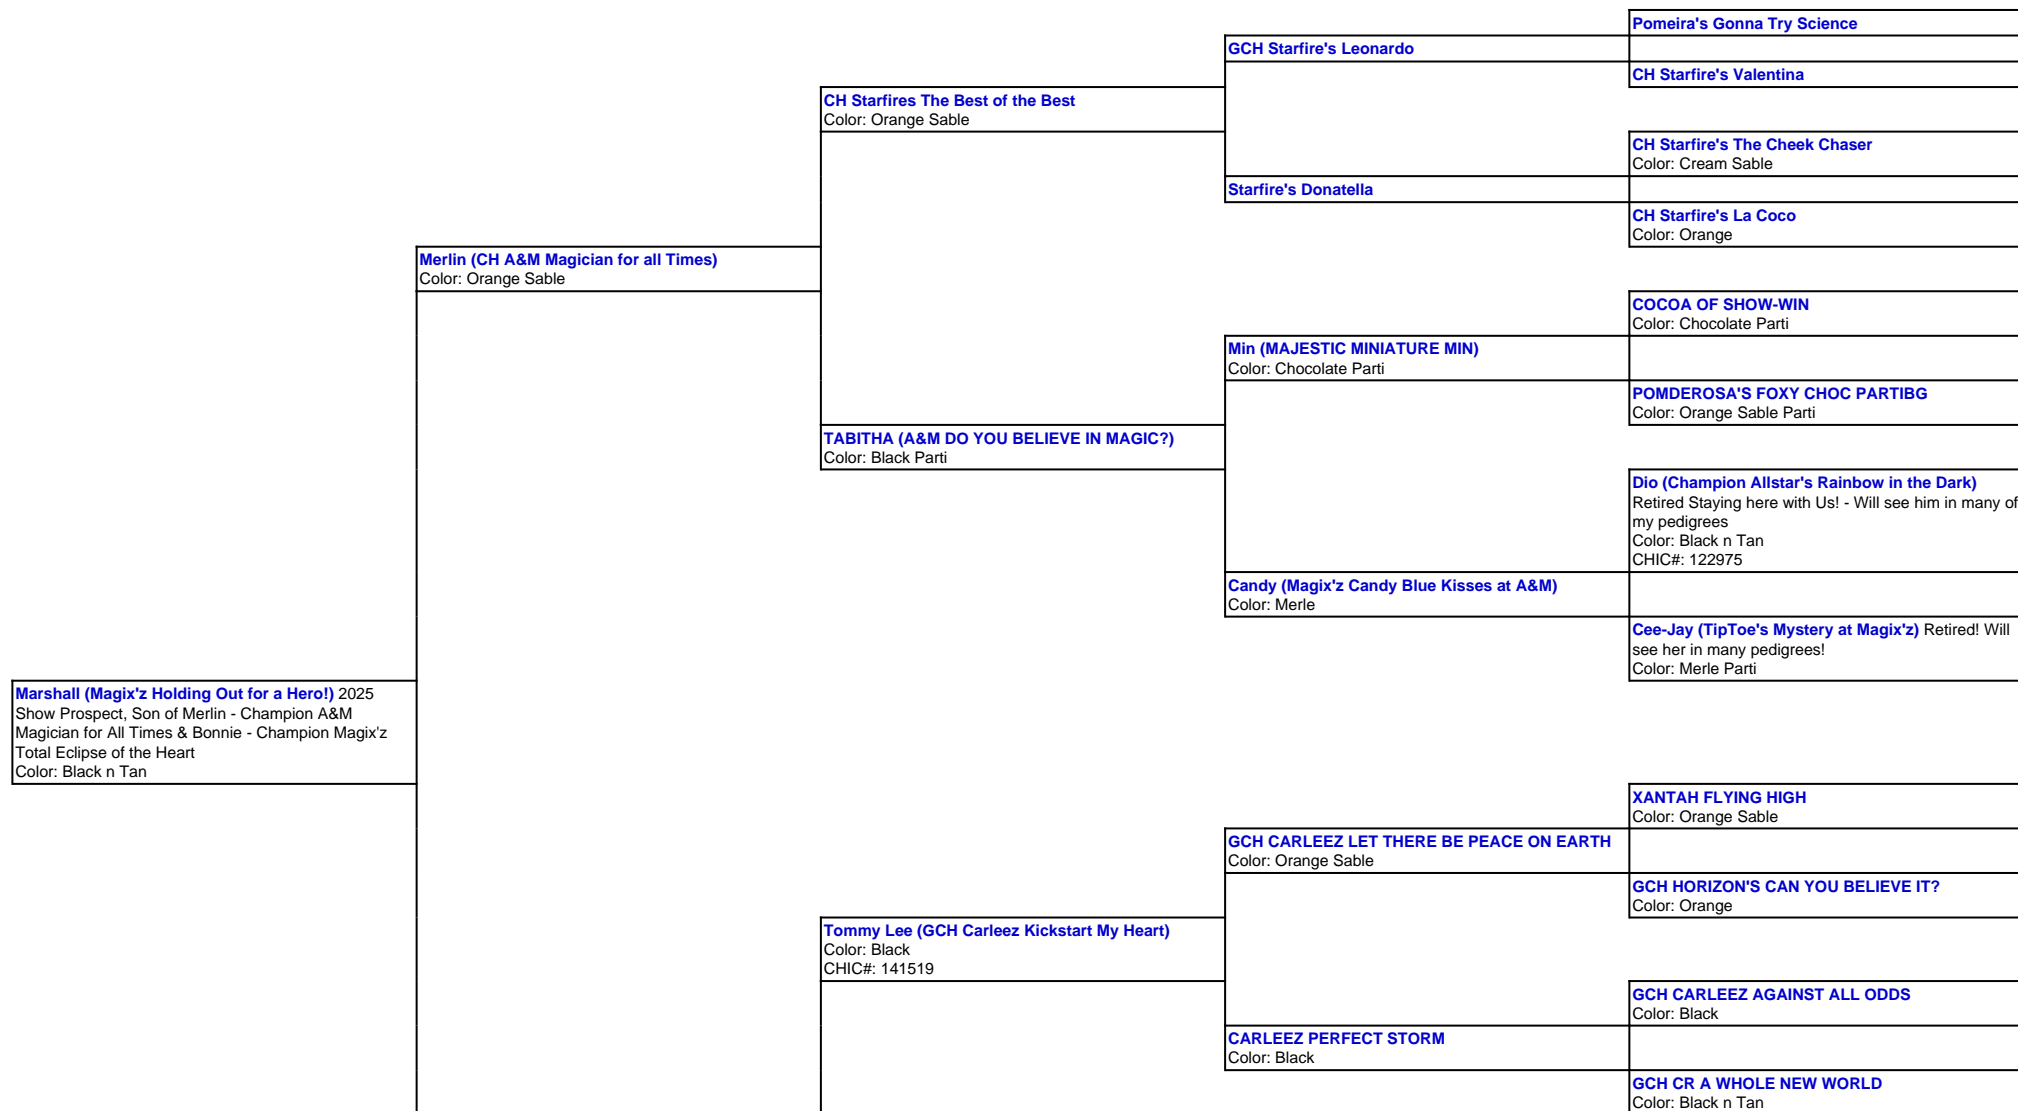 Pomeira's Gonna Try Science
GCH Starfire's Leonardo
CH Starfire's Valentina
CH Starfires The Best of the Best
Color: Orange Sable
CH Starfire's The Cheek Chaser
Color: Cream Sable
Starfire's Donatella
CH Starfire's La Coco
Color: Orange
Merlin (CH A&M Magician for all Times)
Color: Orange Sable
COCOA OF SHOW-WIN
Color: Chocolate Parti
Min (MAJESTIC MINIATURE MIN)
Color: Chocolate Parti
POMDEROSA'S FOXY CHOC PARTIBG
Color: Orange Sable Parti
TABITHA (A&M DO YOU BELIEVE IN MAGIC?)
Color: Black Parti
Dio (Champion Allstar's Rainbow in the Dark)
Retired Staying here with Us! - Will see him in many of
my pedigrees
Color: Black n Tan
CHIC#: 122975
Candy (Magix'z Candy Blue Kisses at A&M)
Color: Merle
Cee-Jay (TipToe's Mystery at Magix'z) Retired! Will
see her in many pedigrees!
Color: Merle Parti
Marshall (Magix'z Holding Out for a Hero!) 2025
Show Prospect, Son of Merlin - Champion A&M
Magician for All Times & Bonnie - Champion Magix'z
Total Eclipse of the Heart
Color: Black n Tan
XANTAH FLYING HIGH
Color: Orange Sable
GCH CARLEEZ LET THERE BE PEACE ON EARTH
Color: Orange Sable
GCH HORIZON'S CAN YOU BELIEVE IT?
Color: Orange
Tommy Lee (GCH Carleez Kickstart My Heart)
Color: Black
CHIC#: 141519
GCH CARLEEZ AGAINST ALL ODDS
Color: Black
CARLEEZ PERFECT STORM
Color: Black
GCH CR A WHOLE NEW WORLD
Color: Black n Tan